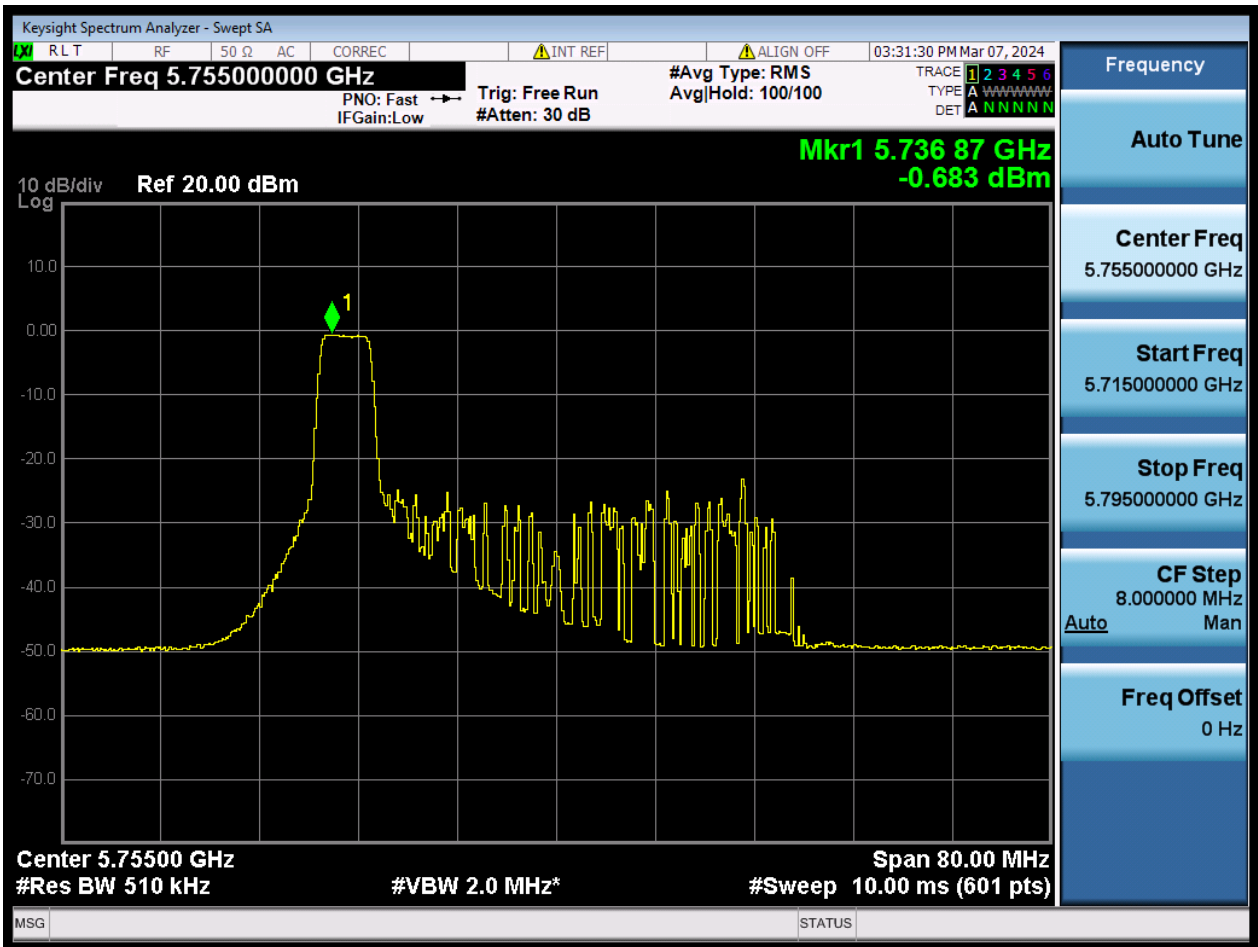 Keysight Spectrum Analyzer - Swept SA
LXI RLT RF 50 Ω AC CORREC INT REF ALIGN OFF 03:31:30 PM Mar 07, 2024
Center Freq 5.755000000 GHz
PNO: Fast
IFGain:Low
Trig: Free Run
#Atten: 30 dB
#Avg Type: RMS
Avg|Hold: 100/100
TRACE 1 2 3 4 5 6
TYPE A WWWWW
DET A N N N N N
Mkr1 5.736 87 GHz
-0.683 dBm
10 dB/div Ref 20.00 dBm
Log
10.0
1
0.00
-10.0
-20.0
-30.0
-40.0
-50.0
-60.0
-70.0
Center 5.75500 GHz Span 80.00 MHz
#Res BW 510 kHz #VBW 2.0 MHz* #Sweep 10.00 ms (601 pts)
MSG STATUS
Frequency
Auto Tune
Center Freq
5.755000000 GHz
Start Freq
5.715000000 GHz
Stop Freq
5.795000000 GHz
CF Step
8.000000 MHz
Auto Man
Freq Offset
0 Hz